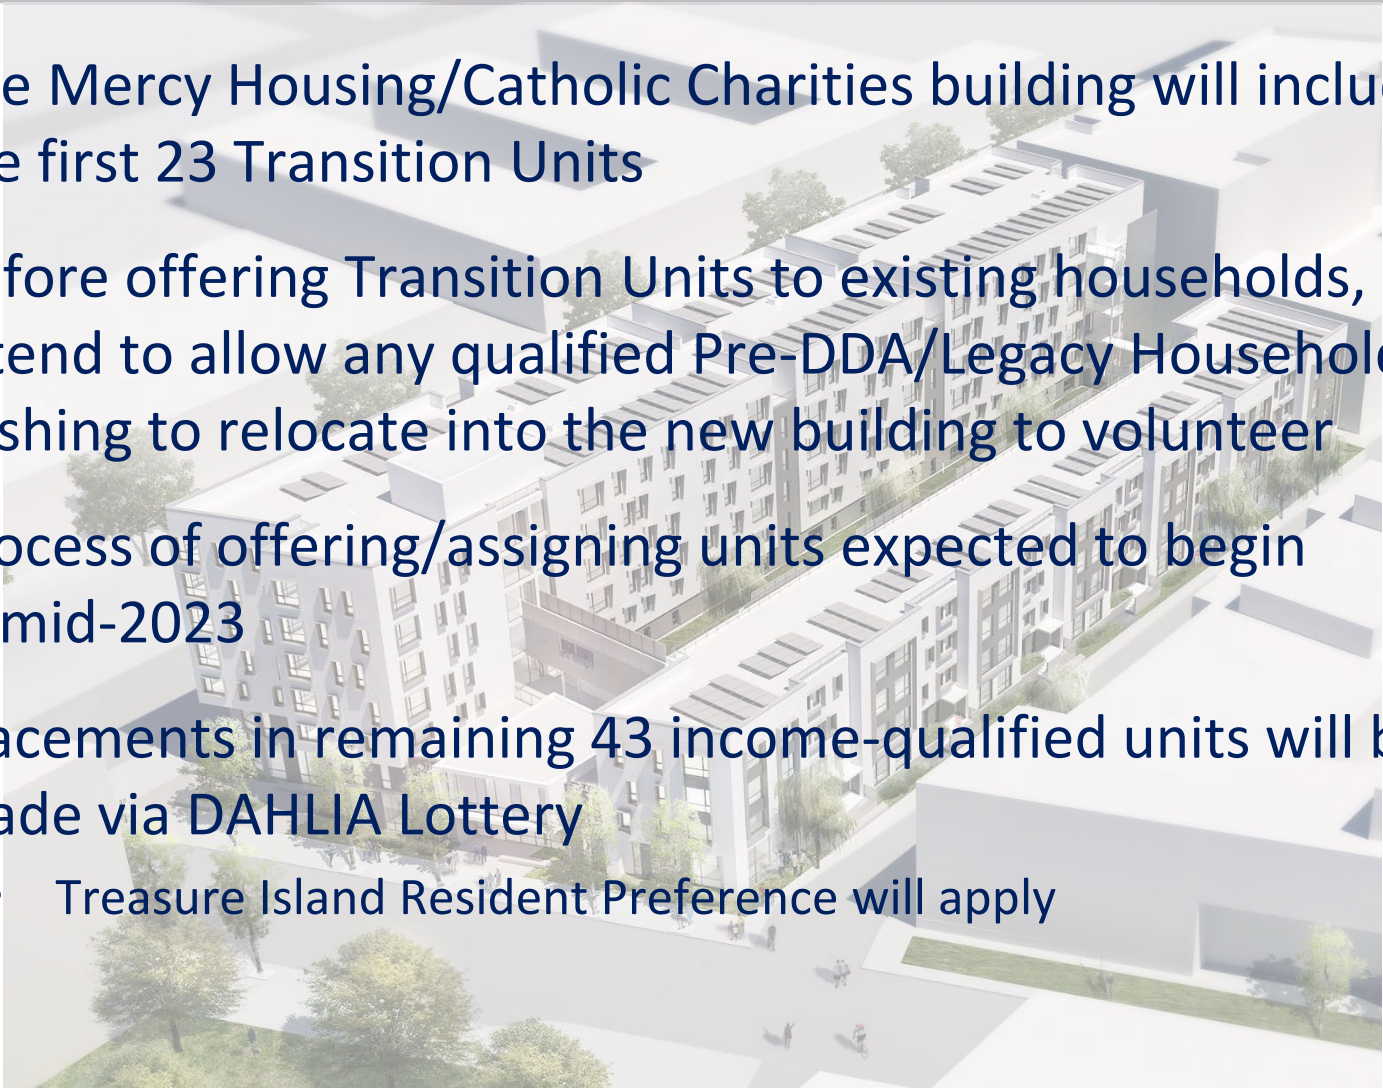 e Mercy Housing/Catholic Charities building will inclu
e first 23 Transition Units
fore offering Transition Units to existing households,
tend to allow any qualified Pre-DDA/Legacy Househol
shing to relocate into the new building to volunteer
ocess of offering/assigning units expected to begin
mid-2023
acements in remaining 43 income-qualified units will b
ade via DAHLIA Lottery
• Treasure Island Resident Preference will apply